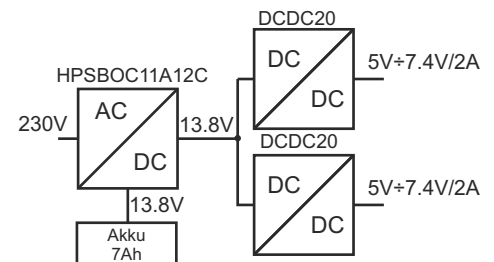 DCDC20
DC
DC
5V÷7.4V/2A
HPSBOC11A12C
230V
AC
DC
13.8V
DCDC20
DC
DC
5V÷7.4V/2A
13.8V
Akku
7Ah